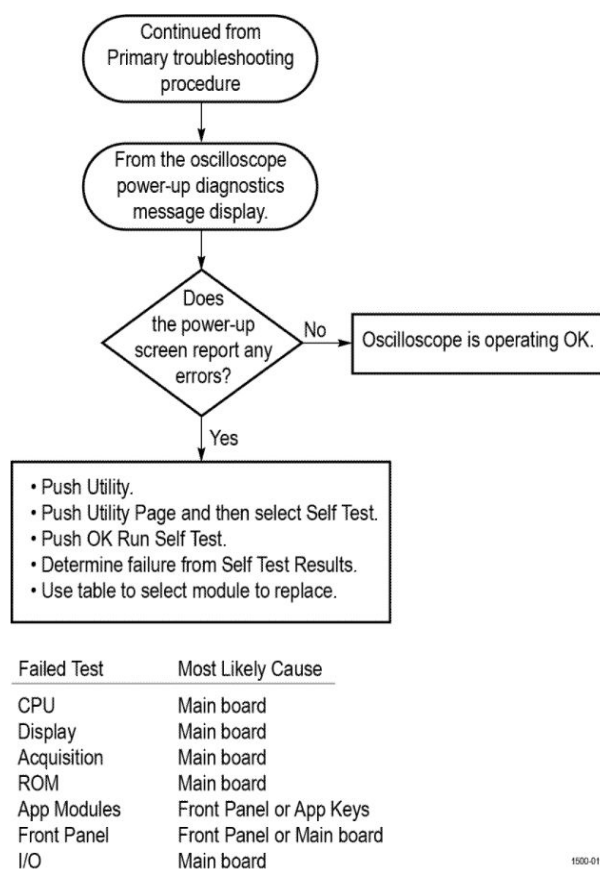 Continued from
Primary troubleshooting
procedure
From the oscilloscope
power-up diagnostics
message display.
Does
the power-up
screen report any
errors?
No
Oscilloscope is operating OK.
Yes
• Push Utility.
• Push Utility Page and then select Self Test.
• Push OK Run Self Test.
• Determine failure from Self Test Results.
• Use table to select module to replace.
Failed Test Most Likely Cause
CPU Main board
Display Main board
Acquisition Main board
ROM Main board
App Modules Front Panel or App Keys
Front Panel Front Panel or Main board
I/O Main board
1500-01